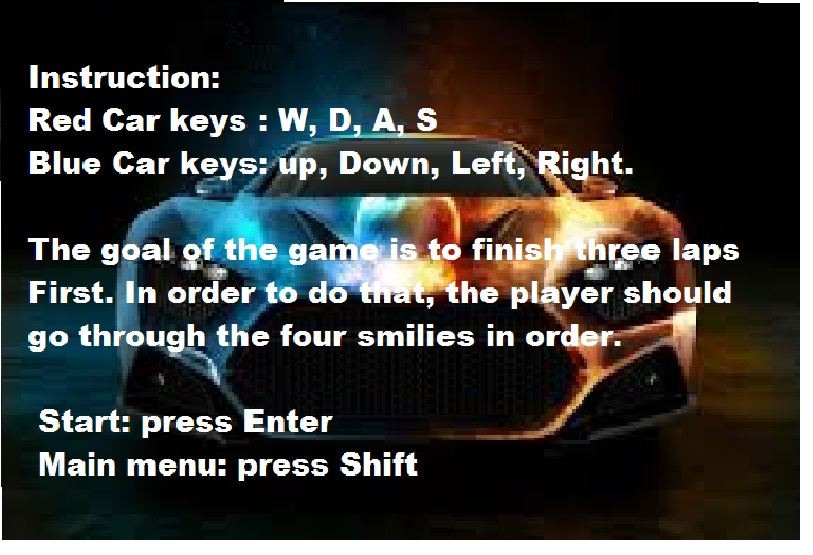 Instruction:
Red Car keys : W, D, A, S
Blue Car keys: up, Down, Left, Right.
The goal of the game is to finish three laps
First. In order to do that, the player should
go through the four smilies in order.
Start: press Enter
Main menu: press Shift